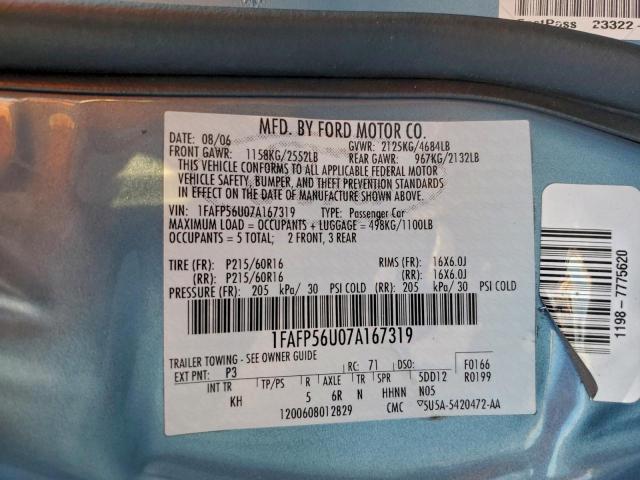 FastPass 23322-
MFD. BY FORD MOTOR CO.
DATE: 08/06 GVWR: 2125KG/4684LB
FRONT GAWR: 1158KG/2552LB REAR GAWR: 967KG/2132LB
THIS VEHICLE CONFORMS TO ALL APPLICABLE FEDERAL MOTOR
VEHICLE SAFETY, BUMPER, AND THEFT PREVENTION STANDARDS
IN EFFECT ON THE DATE OF MANUFACTURE SHOWN ABOVE.
VIN: 1FAFP56U07A167319 TYPE: Passenger Car
MAXIMUM LOAD = OCCUPANTS + LUGGAGE = 498KG/1100LB
OCCUPANTS = 5 TOTAL; 2 FRONT, 3 REAR
TIRE (FR): P215/60R16 RIMS (FR): 16X6.0J
(RR): P215/60R16 (RR): 16X6.0J
PRESSURE (FR): 205 kPa/ 30 PSI COLD (RR): 205 kPa/ 30 PSI COLD
1FAFP56U07A167319
TRAILER TOWING - SEE OWNER GUIDE
EXT PNT: P3 RC: 71 DSO: F0166
INT TR TP/PS R AXLE TR SPR 5DD12 R0199
KH 5 6R N HHNN N05
1200608012829 CMC ▽5U5A-5420472-AA
1198-7775620